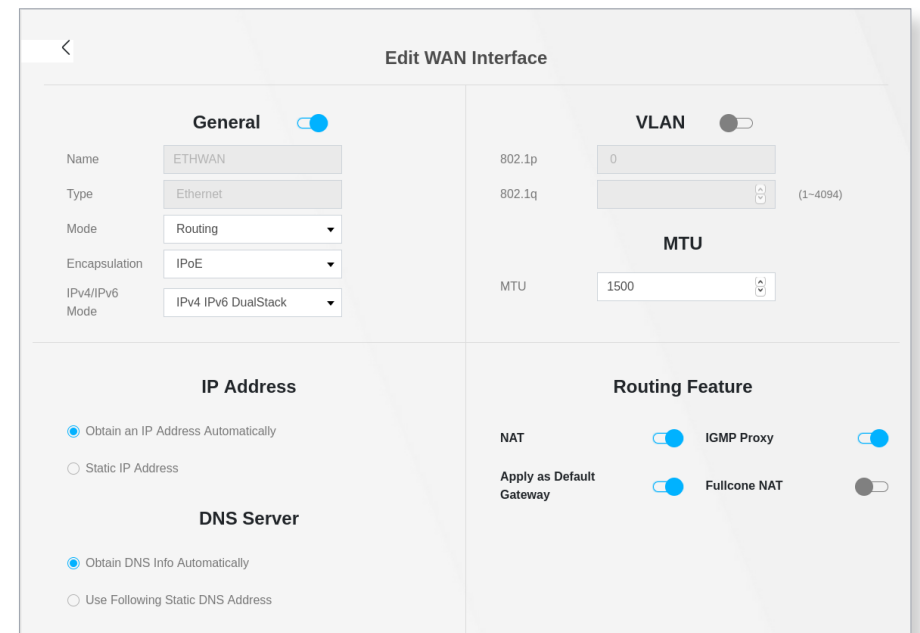 Edit WAN Interface
General
Name
ETHWAN
Type
Ethernet
Mode
Routing
Encapsulation
IPoE
IPv4/IPv6
Mode
IPv4 IPv6 DualStack
VLAN
802.1p
0
802.1q
(1~4094)
MTU
MTU
1500
IP Address
Obtain an IP Address Automatically
Static IP Address
DNS Server
Obtain DNS Info Automatically
Use Following Static DNS Address
Routing Feature
NAT
IGMP Proxy
Apply as Default
Gateway
Fullcone NAT